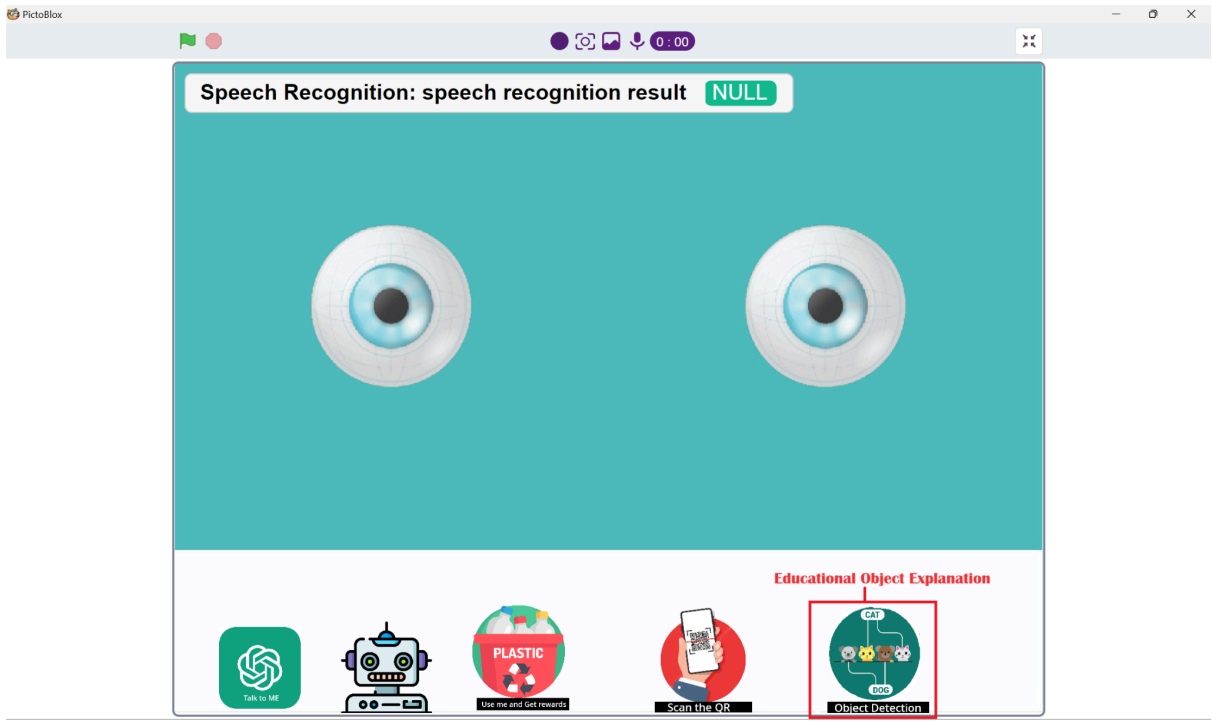 PictoBlox
0 : 00
Speech Recognition: speech recognition result NULL
Educational Object Explanation
CAT
PLASTIC
DOG
Talk to ME
Use me and Get rewards
Scan the QR
Object Detection